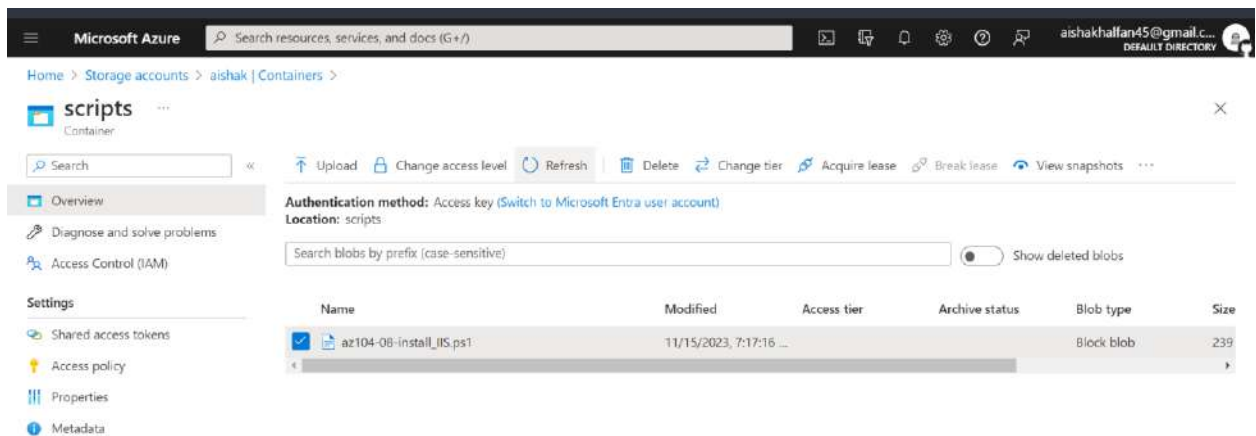 Microsoft Azure
Search resources, services, and docs (G+/)
aishakhalfan45@gmail.c...
DEFAULT DIRECTORY
Home > Storage accounts > aishak | Containers >
scripts ...
Container
Search
Upload Change access level Refresh Delete Change tier Acquire lease Break lease View snapshots ...
Overview
Diagnose and solve problems
Access Control (IAM)
Settings
Shared access tokens
Access policy
Properties
Metadata
Authentication method: Access key (Switch to Microsoft Entra user account)
Location: scripts
Search blobs by prefix (case-sensitive)
Show deleted blobs
Name Modified Access tier Archive status Blob type Size
az104-08-install_IIS.ps1 11/15/2023, 7:17:16 ... Block blob 239